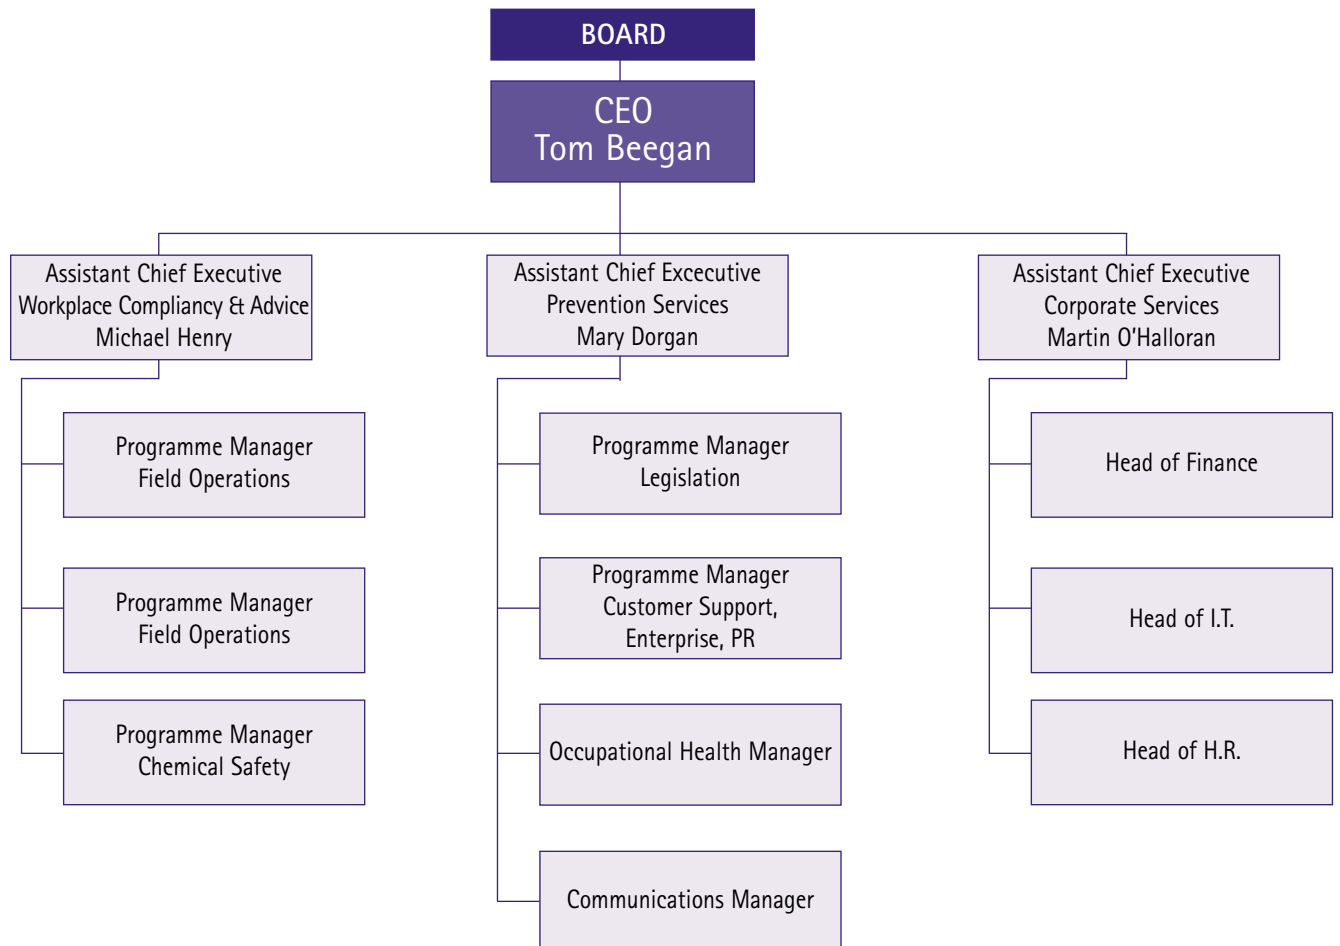 BOARD
CEO
Tom Beegan
Assistant Chief Executive
Workplace Compliancy & Advice
Michael Henry
Assistant Chief Excecutive
Prevention Services
Mary Dorgan
Assistant Chief Executive
Corporate Services
Martin O'Halloran
Programme Manager
Field Operations
Programme Manager
Field Operations
Programme Manager
Chemical Safety
Programme Manager
Legislation
Programme Manager
Customer Support,
Enterprise, PR
Occupational Health Manager
Communications Manager
Head of Finance
Head of I.T.
Head of H.R.